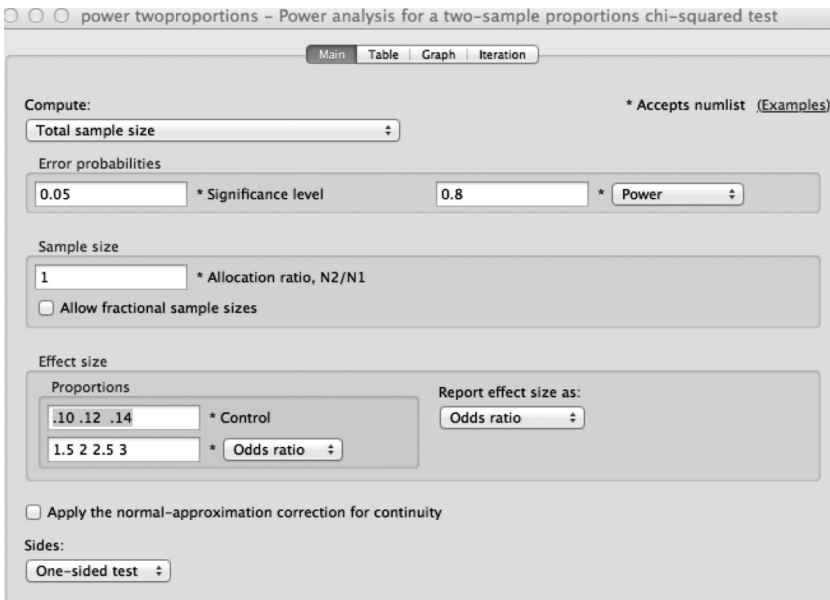 power twoproportions – Power analysis for a two-sample proportions chi-squared test
Main Table Graph Iteration
Compute: * Accepts numlist (Examples)
Total sample size
Error probabilities
0.05 * Significance level 0.8 * Power
Sample size
1 * Allocation ratio, N2/N1
Allow fractional sample sizes
Effect size
Proportions Report effect size as:
.10 .12 .14 * Control Odds ratio
1.5 2 2.5 3 * Odds ratio
Apply the normal-approximation correction for continuity
Sides:
One-sided test